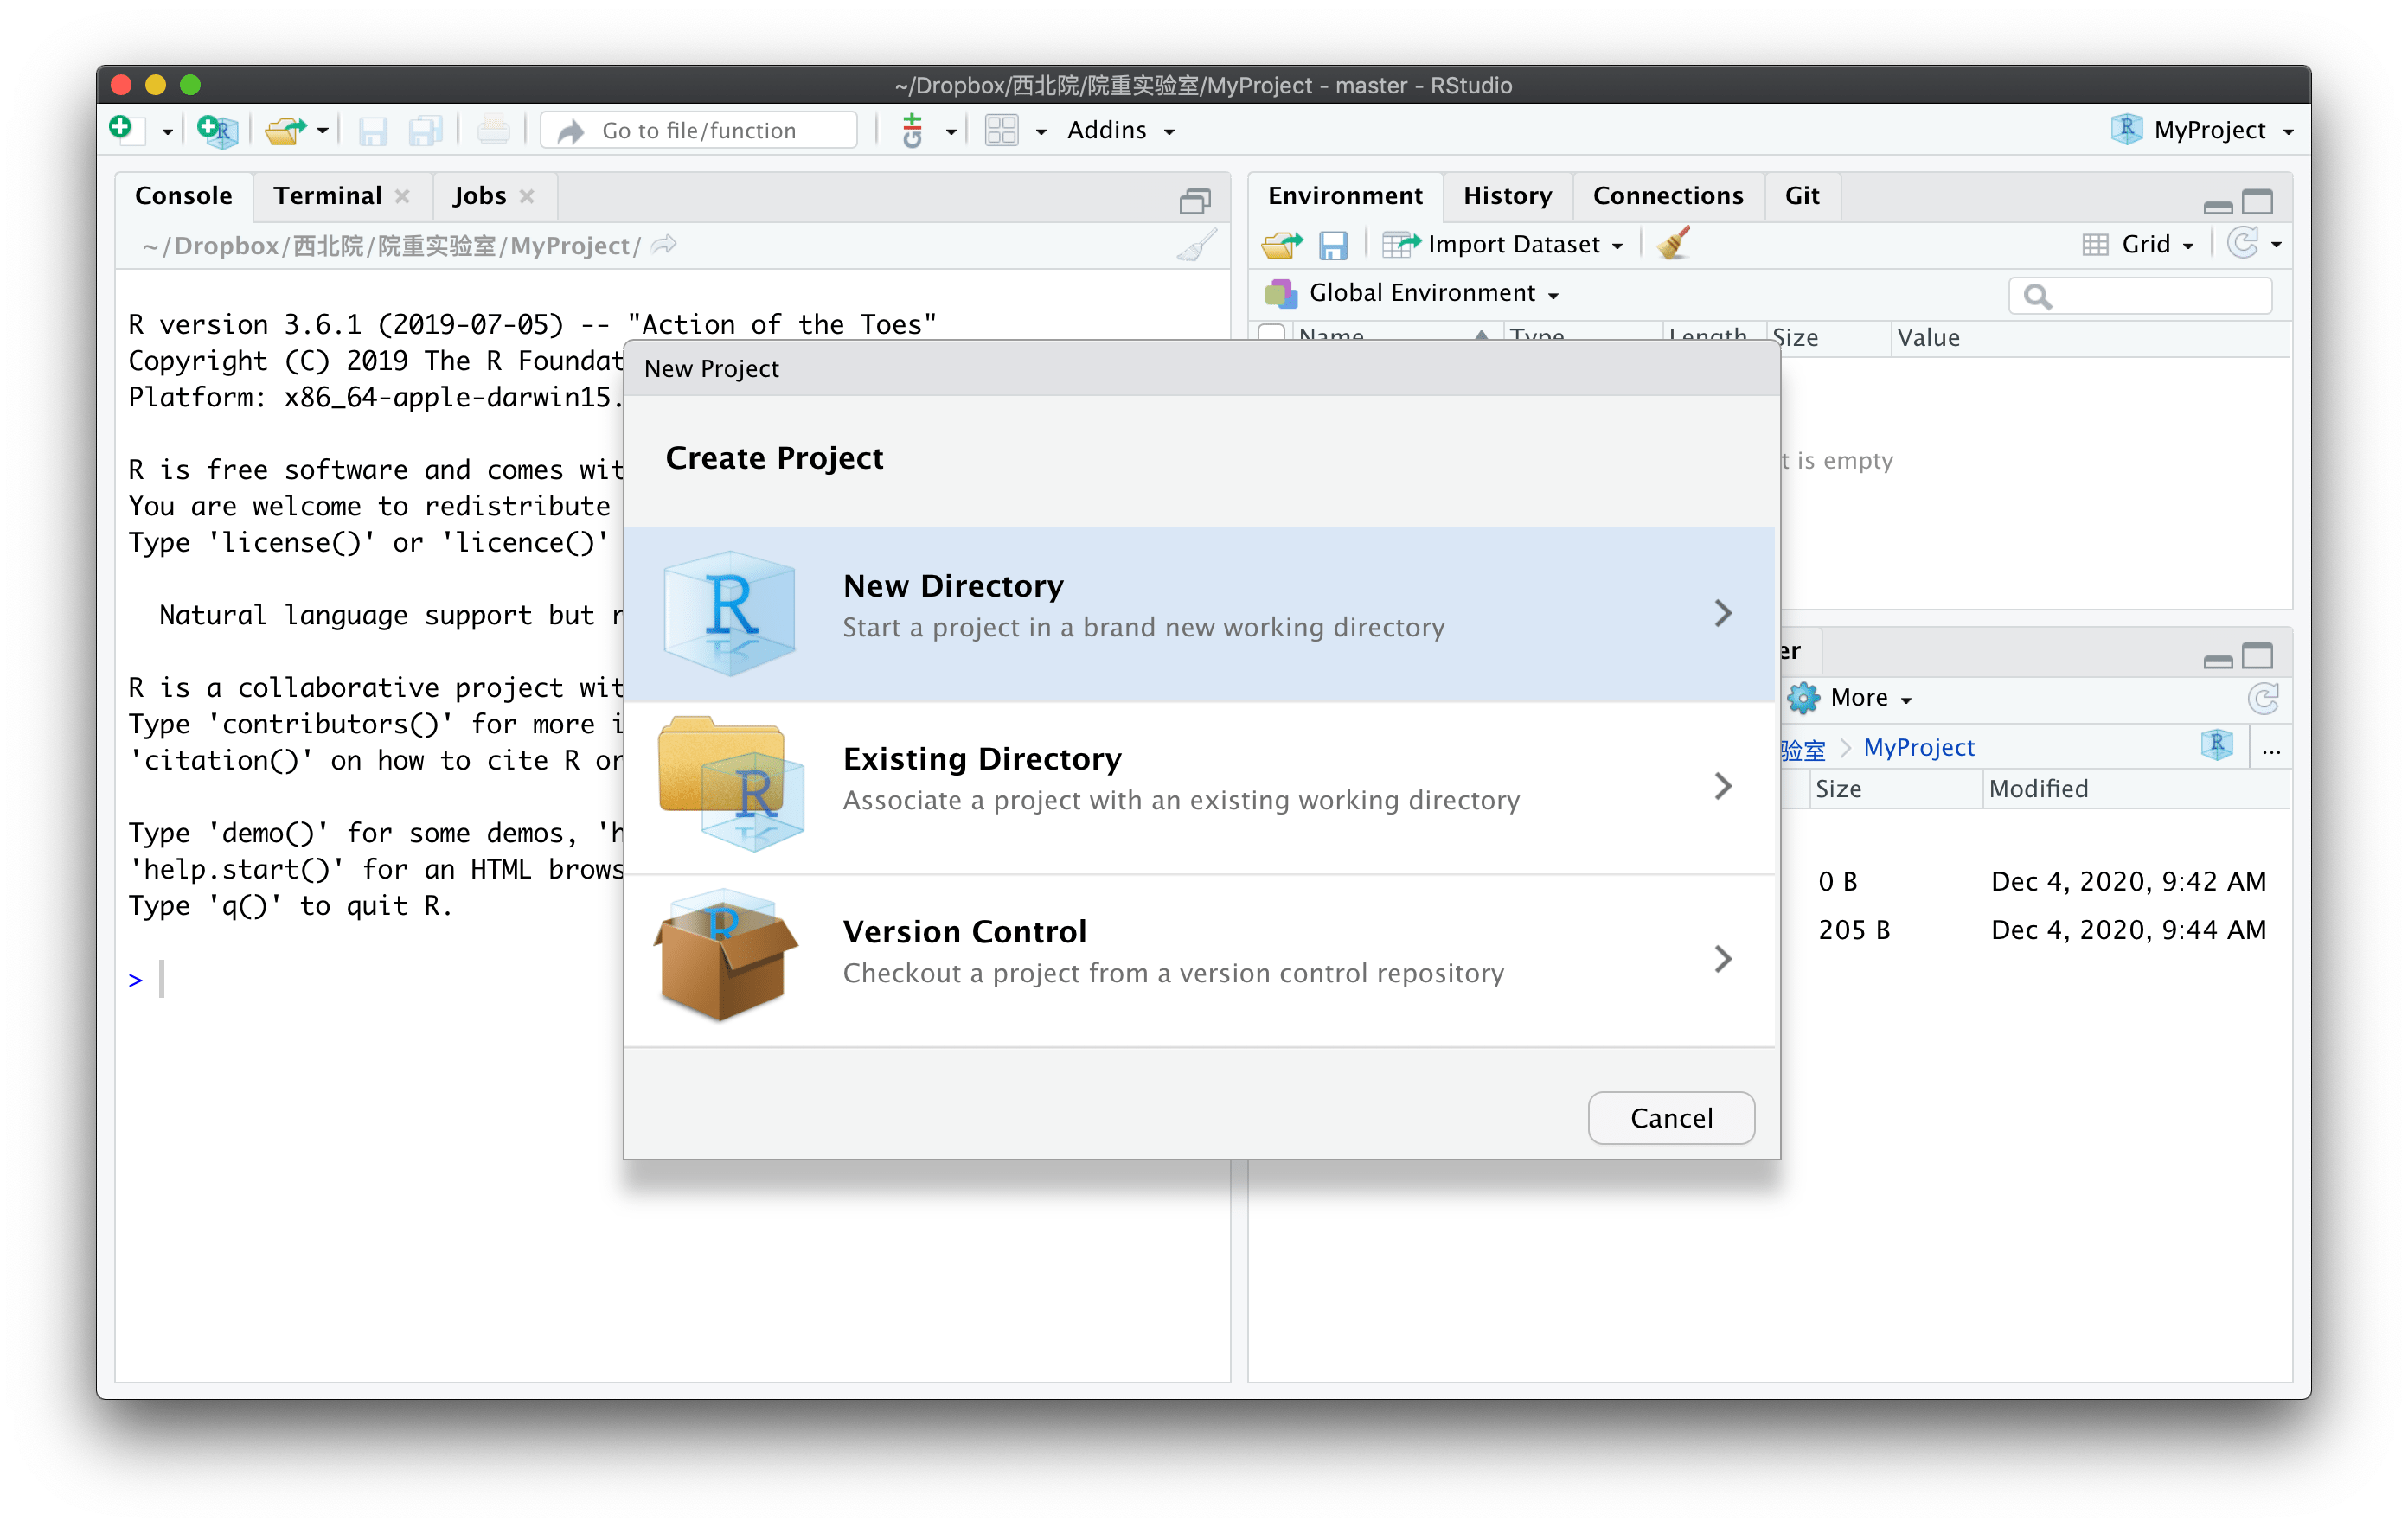 ~/Dropbox/西北院/院重实验室/MyProject - master - RStudio
Go to file/function
Addins
MyProject
Console
Terminal
Jobs
~/Dropbox/西北院/院重实验室/MyProject/
R version 3.6.1 (2019-07-05) -- "Action of the Toes"
Copyright (C) 2019 The R Foundat
Platform: x86_64-apple-darwin15.
R is free software and comes wit
You are welcome to redistribute
Type 'license()' or 'licence()'
Natural language support but r
R is a collaborative project wit
Type 'contributors()' for more i
'citation()' on how to cite R or
Type 'demo()' for some demos, 'h
'help.start()' for an HTML brows
Type 'q()' to quit R.
>
Environment
History
Connections
Git
Import Dataset
Grid
Global Environment
Name
Type
Length
Size
Value
t is empty
New Project
Create Project
New Directory
Start a project in a brand new working directory
Existing Directory
Associate a project with an existing working directory
Version Control
Checkout a project from a version control repository
Cancel
er
More
验室
MyProject
...
Size
Modified
0 B
Dec 4, 2020, 9:42 AM
205 B
Dec 4, 2020, 9:44 AM